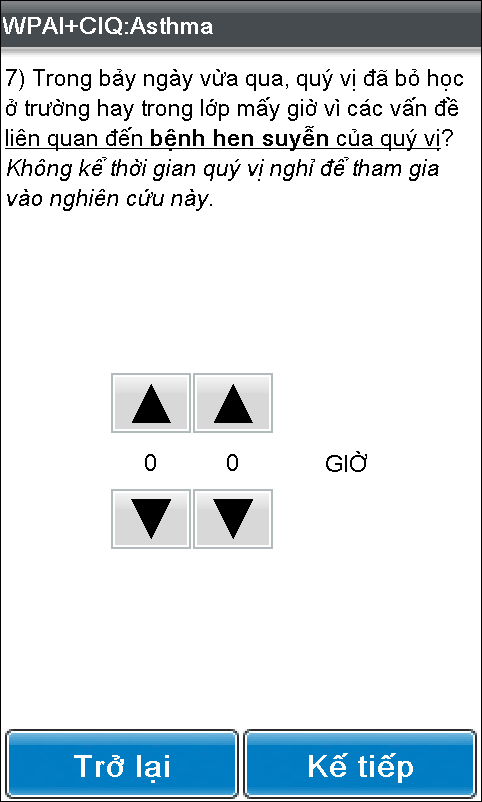 WPAI+CIQ:Asthma
7) Trong bảy ngày vừa qua, quý vị đã bỏ học
ở trường hay trong lớp mấy giờ vì các vấn đề
liên quan đến bệnh hen suyễn của quý vị?
Không kể thời gian quý vị nghỉ để tham gia
vào nghiên cứu này.
0 0 GIỜ
Trở lại Kế tiếp